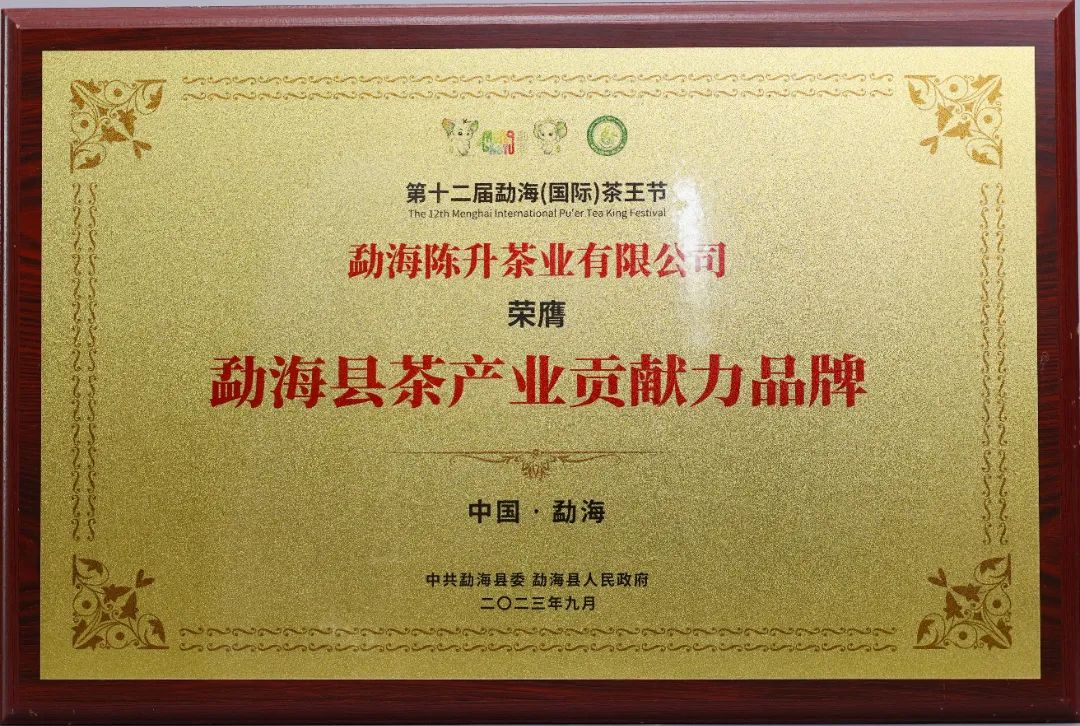 第十二届勐海(国际)茶王节
The 12th Menghai International Pu'er Tea King Festival
勐海陈升茶业有限公司
荣膺
勐海县茶产业贡献力品牌
中国·勐海
中共勐海县委 勐海县人民政府
二〇二三年九月